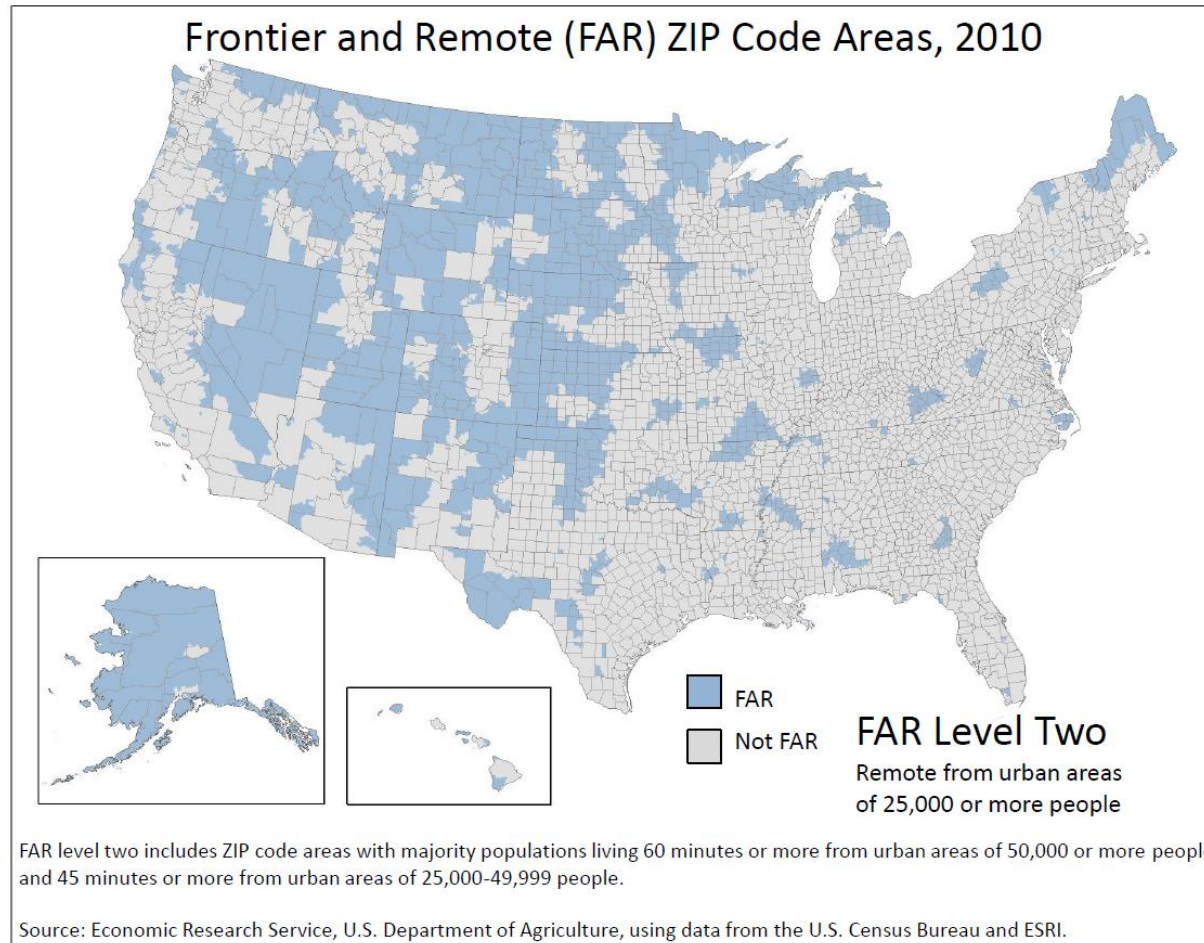 Frontier and Remote (FAR) ZIP Code Areas, 2010
FAR
Not FAR
FAR Level Two
Remote from urban areas
of 25,000 or more people
FAR level two includes ZIP code areas with majority populations living 60 minutes or more from urban areas of 50,000 or more people
and 45 minutes or more from urban areas of 25,000-49,999 people.
Source: Economic Research Service, U.S. Department of Agriculture, using data from the U.S. Census Bureau and ESRI.